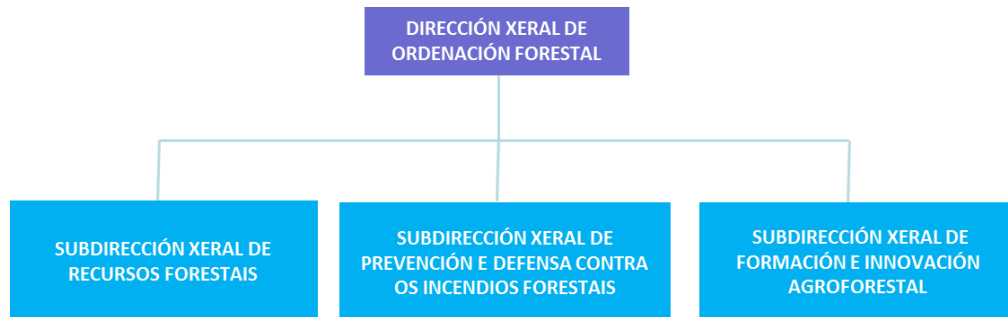 DIRECCIÓN XERAL DE
ORDENACIÓN FORESTAL
SUBDIRECCIÓN XERAL DE
RECURSOS FORESTAIS
SUBDIRECCIÓN XERAL DE
PREVENCIÓN E DEFENSA CONTRA
OS INCENDIOS FORESTAIS
SUBDIRECCIÓN XERAL DE
FORMACIÓN E INNOVACIÓN
AGROFORESTAL